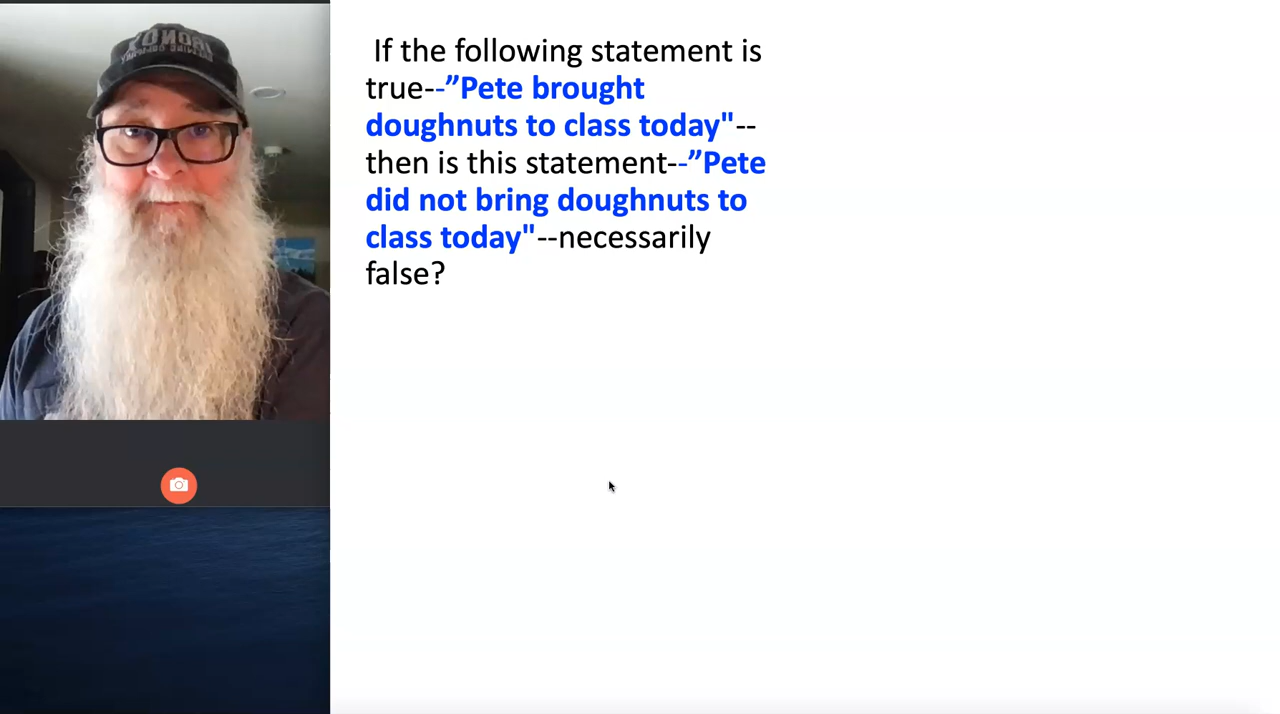 If the following statement is
true--”Pete brought
doughnuts to class today"--
then is this statement--”Pete
did not bring doughnuts to
class today"--necessarily
false?